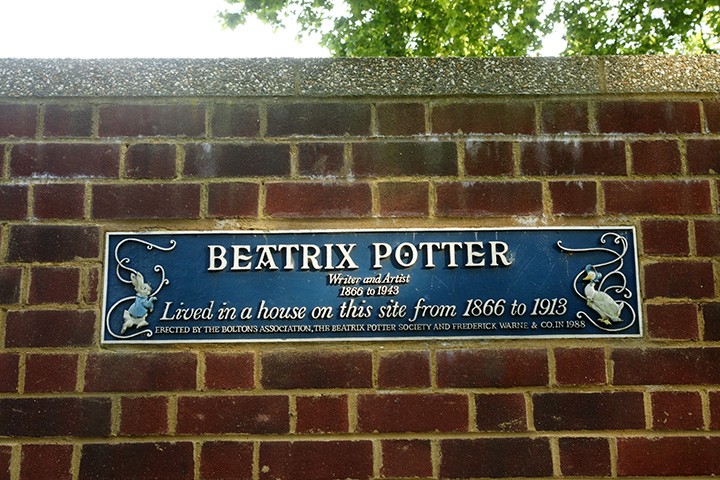 BEATRIX POTTER
Writer and Artist
1866 to 1943
Lived in a house on this site from 1866 to 1913
ERECTED BY THE BOLTONS ASSOCIATION, THE BEATRIX POTTER SOCIETY AND FREDERICK WARNE & CO. IN 1988